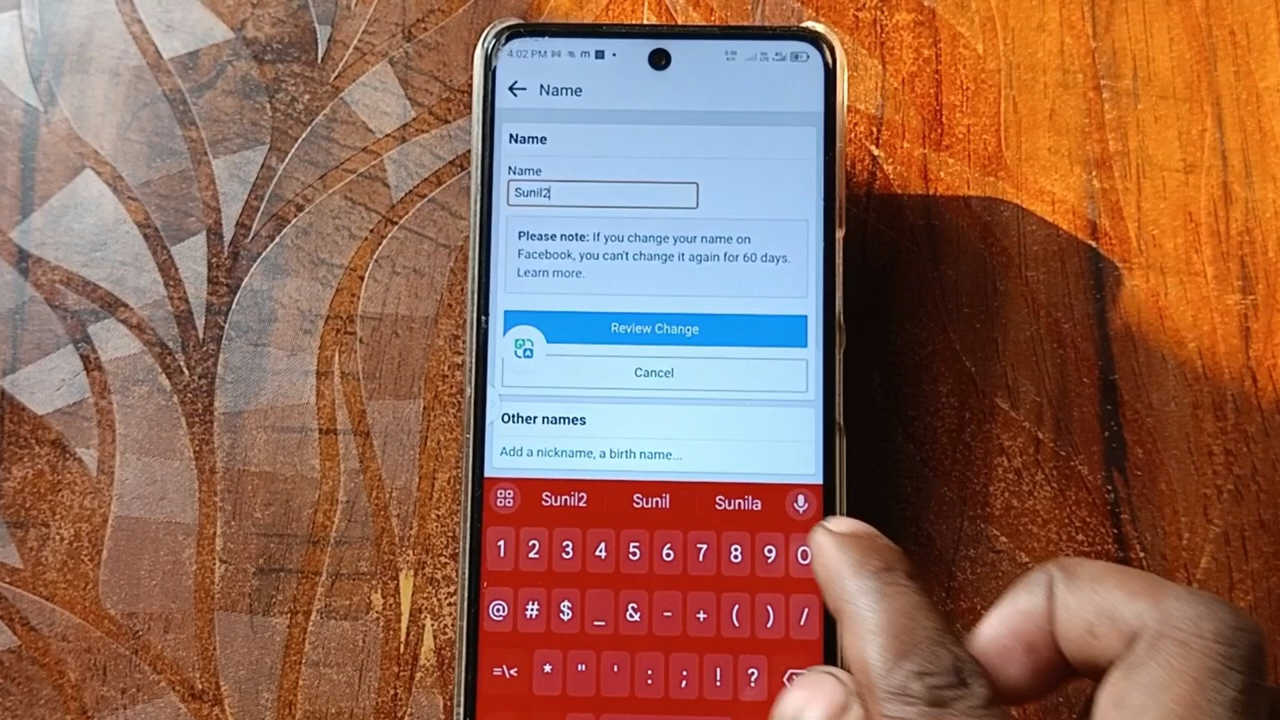 4:02 PM
Name
Name
Name
Sunil2
Please note: If you change your name on
Facebook, you can't change it again for 60 days.
Learn more.
Review Change
Cancel
Other names
Add a nickname, a birth name...
Sunil2 Sunil Sunila
1 2 3 4 5 6 7 8 9 0
@ # $ _ & - + ( ) /
=\< * " ' : ; ! ?